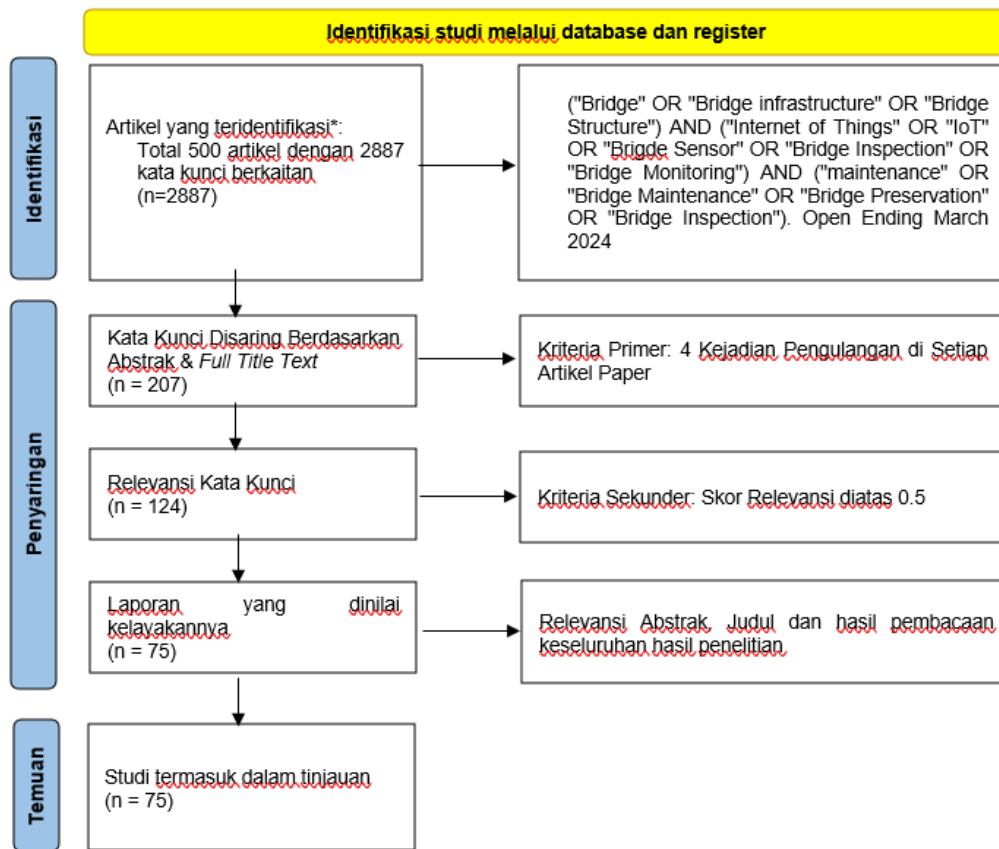 Identifikasi studi melalui database dan register
Identifikasi
Artikel yang teridentifikasi*:
Total 500 artikel dengan 2887
kata kunci berkaitan
(n=2887)
("Bridge" OR "Bridge infrastructure" OR "Bridge
Structure") AND ("Internet of Things" OR "IoT"
OR "Brigde Sensor" OR "Bridge Inspection" OR
"Bridge Monitoring") AND ("maintenance" OR
"Bridge Maintenance" OR "Bridge Preservation"
OR "Bridge Inspection"). Open Ending March
2024
Penyaringan
Kata Kunci Disaring Berdasarkan
Abstrak & Full Title Text
(n = 207)
Kriteria Primer: 4 Kejadian Pengulangan di Setiap
Artikel Paper
Relevansi Kata Kunci
(n = 124)
Kriteria Sekunder: Skor Relevansi diatas 0.5
Laporan yang dinilai
kelayakannya
(n = 75)
Relevansi Abstrak, Judul dan hasil pembacaan
keseluruhan hasil penelitian
Temuan
Studi termasuk dalam tinjauan
(n = 75)